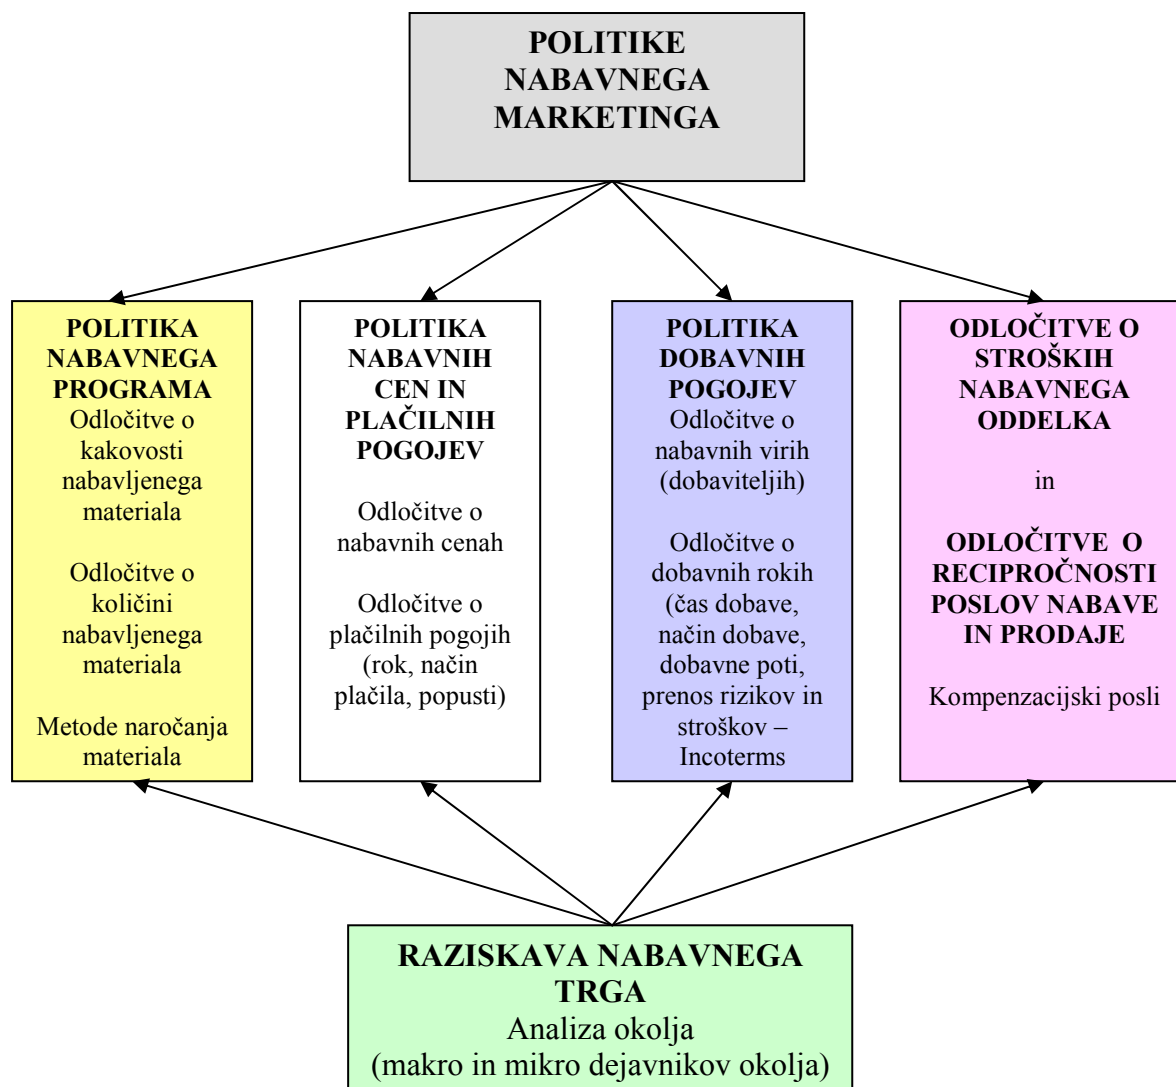 POLITIKE
NABAVNEGA
MARKETINGA
POLITIKA
NABAVNEGA
PROGRAMA
Odločitve o
kakovosti
nabavljenega
materiala
Odločitve o
količini
nabavljenega
materiala
Metode naročanja
materiala
POLITIKA
NABAVNIH
CEN IN
PLAČILNIH
POGOJEV
Odločitve o
nabavnih cenah
Odločitve o
plačilnih pogojih
(rok, način
plačila, popusti)
POLITIKA
DOBAVNIH
POGOJEV
Odločitve o
nabavnih virih
(dobaviteljih)
Odločitve o
dobavnih rokih
(čas dobave,
način dobave,
dobavne poti,
prenos rizikov in
stroškov –
Incoterms
ODLOČITVE O
STROŠKIH
NABAVNEGA
ODDELKA
in
ODLOČITVE O
RECIPROČNOSTI
POSLOV NABAVE
IN PRODAJE
Kompenzacijski posli
RAZISKAVA NABAVNEGA
TRGA
Analiza okolja
(makro in mikro dejavnikov okolja)